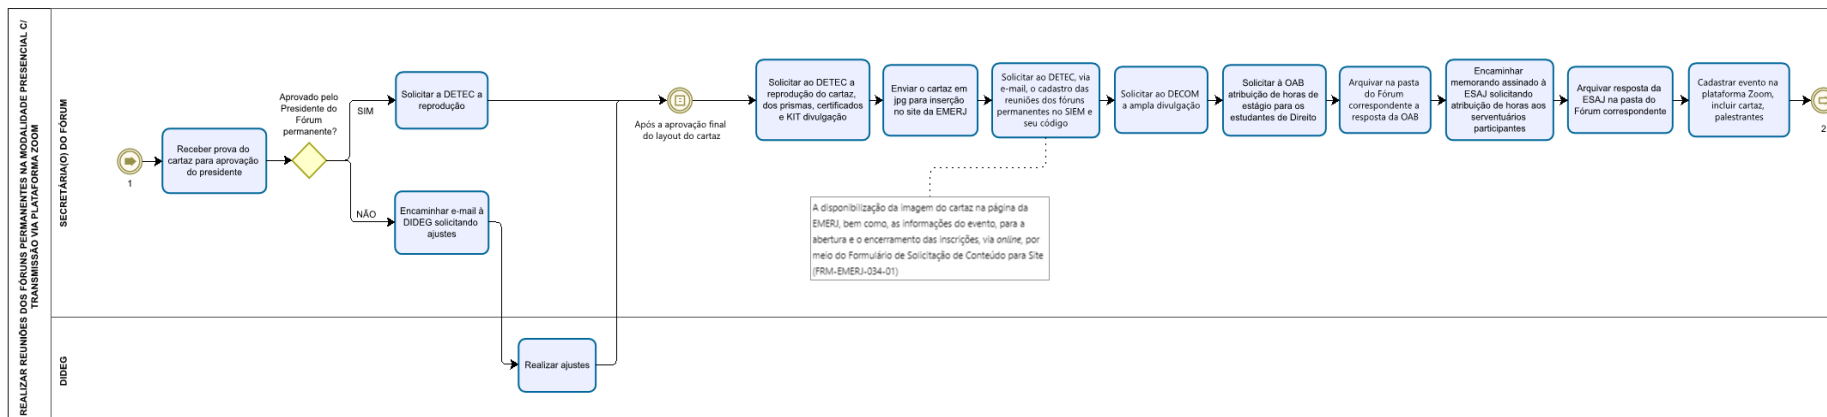 REALIZAR REUNIÕES DOS FÓRUNS PERMANENTES NA MODALIDADE PRESENCIAL C/
TRANSMISSÃO VIA PLATAFORMA ZOOM
SECRETÁRIA(O) DO FORUM
1
Receber prova do
cartaz para aprovação
do presidente
Aprovado pelo
Presidente do
Fórum
permanente?
SIM
NÃO
Solicitar a DETEC a
reprodução
Encaminhar e-mail à
DIDEG solicitando
ajustes
Após a aprovação final
do layout do cartaz
Solicitar ao DETEC a
reprodução do cartaz,
dos prismas, certificados
e KIT divulgação
Enviar o cartaz em
jpg para inserção
no site da EMERJ
Solicitar ao DETEC, via
e-mail, o cadastro das
reuniões dos fóruns
permanentes no SIEM e
seu código
Solicitar ao DECOM
a ampla divulgação
Solicitar à OAB
atribuição de horas de
estágio para os
estudantes de Direito
Arquivar na pasta
do Fórum
correspondente a
resposta da OAB
Encaminhar
memorando assinado à
ESAJ solicitando
atribuição de horas aos
serventuários
participantes
Arquivar resposta da
ESAJ na pasta do
Fórum correspondente
Cadastrar evento na
plataforma Zoom,
incluir cartaz,
palestrantes
2
A disponibilização da imagem do cartaz na página da
EMERJ, bem como, as informações do evento, para a
abertura e o encerramento das inscrições, via online, por
meio do Formulário de Solicitação de Conteúdo para Site
(FRM-EMERJ-034-01)
DIDEG
Realizar ajustes